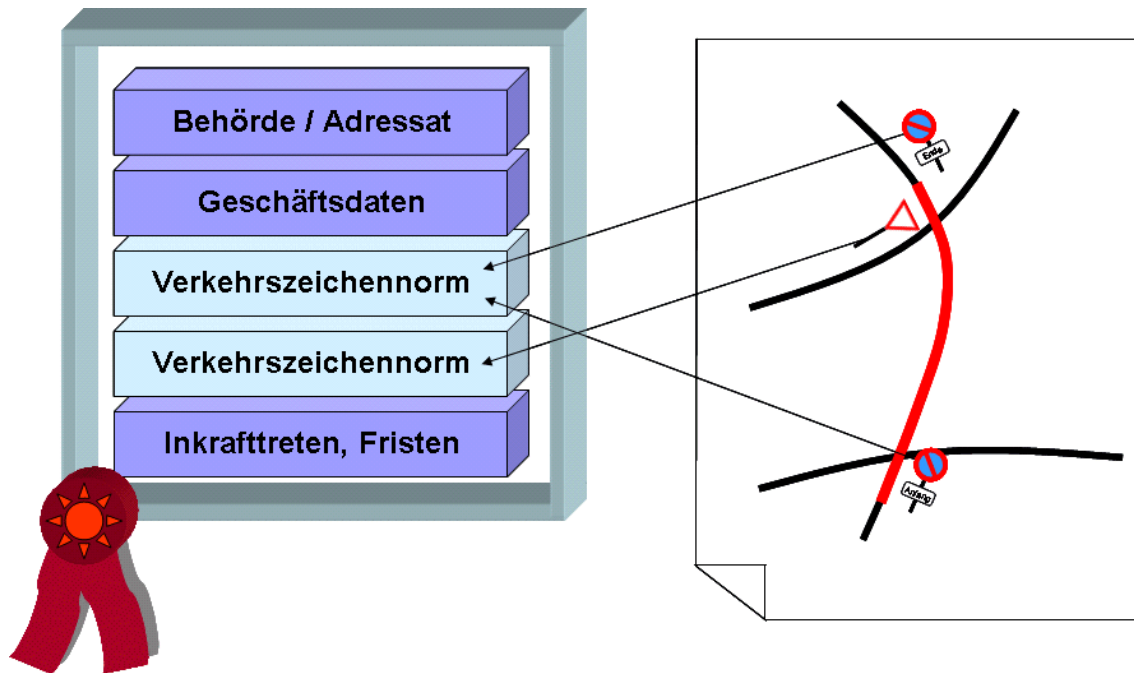 Behörde / Adressat
Geschäftsdaten
Verkehrszeichennorm
Verkehrszeichennorm
Inkrafttreten, Fristen
Ende
Anfang